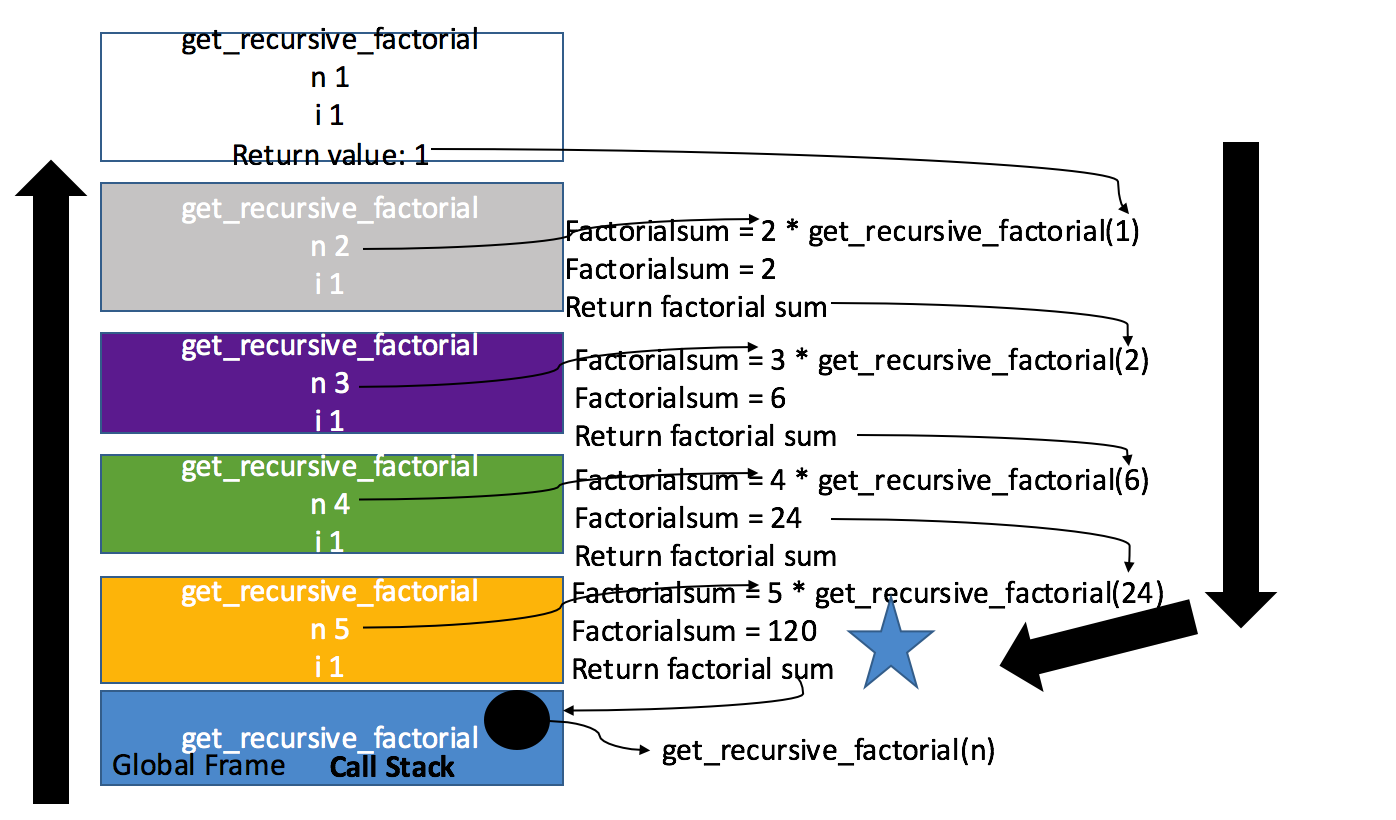 get_recursive_factorial
n 1
i 1
Return value: 1
get_recursive_factorial
n 2
i 1
Factorialsum = 2 * get_recursive_factorial(1)
Factorialsum = 2
Return factorial sum
get_recursive_factorial
n 3
i 1
Factorialsum = 3 * get_recursive_factorial(2)
Factorialsum = 6
Return factorial sum
get_recursive_factorial
n 4
i 1
Factorialsum = 4 * get_recursive_factorial(6)
Factorialsum = 24
Return factorial sum
get_recursive_factorial
n 5
i 1
Factorialsum = 5 * get_recursive_factorial(24)
Factorialsum = 120
Return factorial sum
get_recursive_factorial
Global Frame Call Stack
get_recursive_factorial(n)